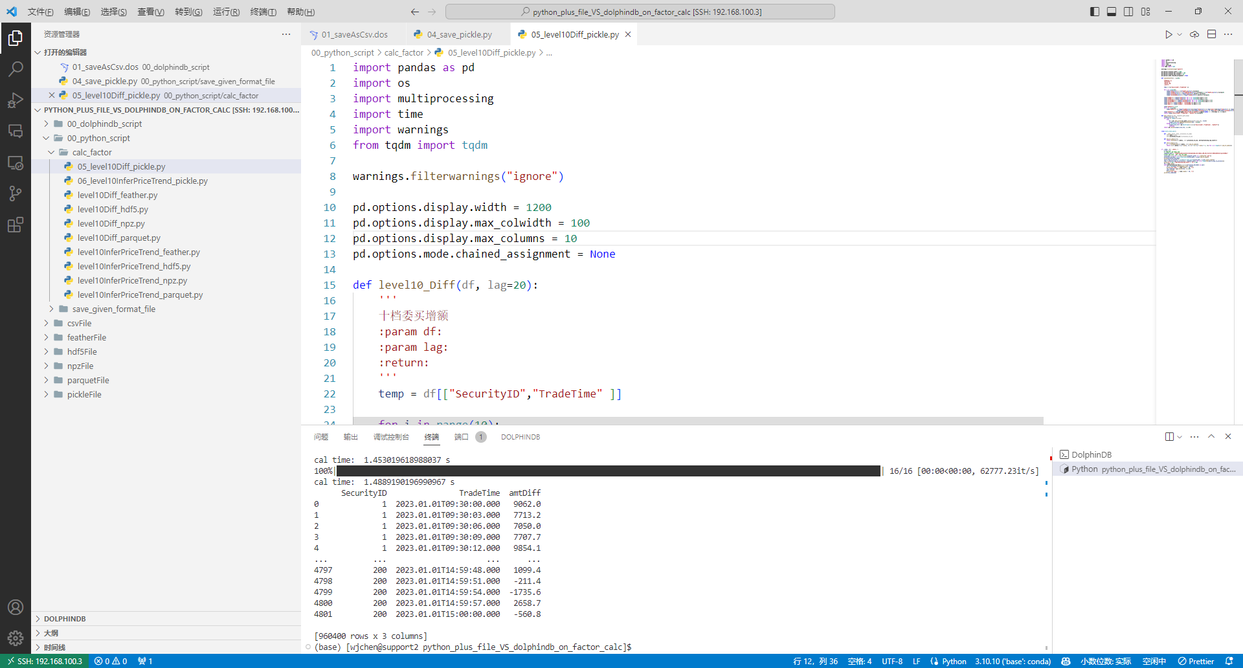 文件(F) 编辑(E) 选择(S) 查看(V) 转到(G) 运行(R) 终端(T) 帮助(H)
python_plus_file_VS_dolphindb_on_factor_calc [SSH: 192.168.100.3]
资源管理器
打开的编辑器
01_saveAsCsv.dos 00_dolphindb_script
04_save_pickle.py 00_python_script/save_given_format_file
05_level10Diff_pickle.py 00_python_script/calc_factor
PYTHON_PLUS_FILE_VS_DOLPHINDB_ON_FACTOR_CALC [SSH: 192.168.100...
00_dolphindb_script
00_python_script
calc_factor
05_level10Diff_pickle.py
06_level10InferPriceTrend_pickle.py
level10Diff_feather.py
level10Diff_hdf5.py
level10Diff_npz.py
level10Diff_parquet.py
level10InferPriceTrend_feather.py
level10InferPriceTrend_hdf5.py
level10InferPriceTrend_npz.py
level10InferPriceTrend_parquet.py
save_given_format_file
csvFile
featherFile
hdf5File
npzFile
parquetFile
pickleFile
DOLPHINDB
大纲
时间线
01_saveAsCsv.dos 04_save_pickle.py 05_level10Diff_pickle.py
00_python_script > calc_factor > 05_level10Diff_pickle.py > ...
1 import pandas as pd
2 import os
3 import multiprocessing
4 import time
5 import warnings
6 from tqdm import tqdm
7
8 warnings.filterwarnings("ignore")
9
10 pd.options.display.width = 1200
11 pd.options.display.max_colwidth = 100
12 pd.options.display.max_columns = 10
13 pd.options.mode.chained_assignment = None
14
15 def level10_Diff(df, lag=20):
16 '''
17 十档委买增额
18 :param df:
19 :param lag:
20 :return:
21 '''
22 temp = df[["SecurityID","TradeTime" ]]
23
24 for i in range(10):
问题 输出 调试控制台 终端 端口 1 DOLPHINDB
cal time: 1.453019618988037 s
100%| | 16/16 [00:00<00:00, 62777.23it/s]
cal time: 1.4889190196990967 s
SecurityID TradeTime amtDiff
0 1 2023.01.01T09:30:00.000 9062.0
1 1 2023.01.01T09:30:03.000 7713.2
2 1 2023.01.01T09:30:06.000 7050.0
3 1 2023.01.01T09:30:09.000 7707.7
4 1 2023.01.01T09:30:12.000 9854.1
... ... ... ...
4797 200 2023.01.01T14:59:48.000 1099.4
4798 200 2023.01.01T14:59:51.000 -211.4
4799 200 2023.01.01T14:59:54.000 -1735.6
4800 200 2023.01.01T14:59:57.000 2658.7
4801 200 2023.01.01T15:00:00.000 -560.8
[960400 rows x 3 columns]
(base) [wjchen@support2 python_plus_file_VS_dolphindb_on_factor_calc]$
DolphinDB
Python python_plus_file_VS_dolphindb_on_fac...
SSH: 192.168.100.3 0 0 1 行 12，列 36 空格: 4 UTF-8 LF Python 3.10.10 ('base': conda) 小数位数: 实际 空闲中 Prettier